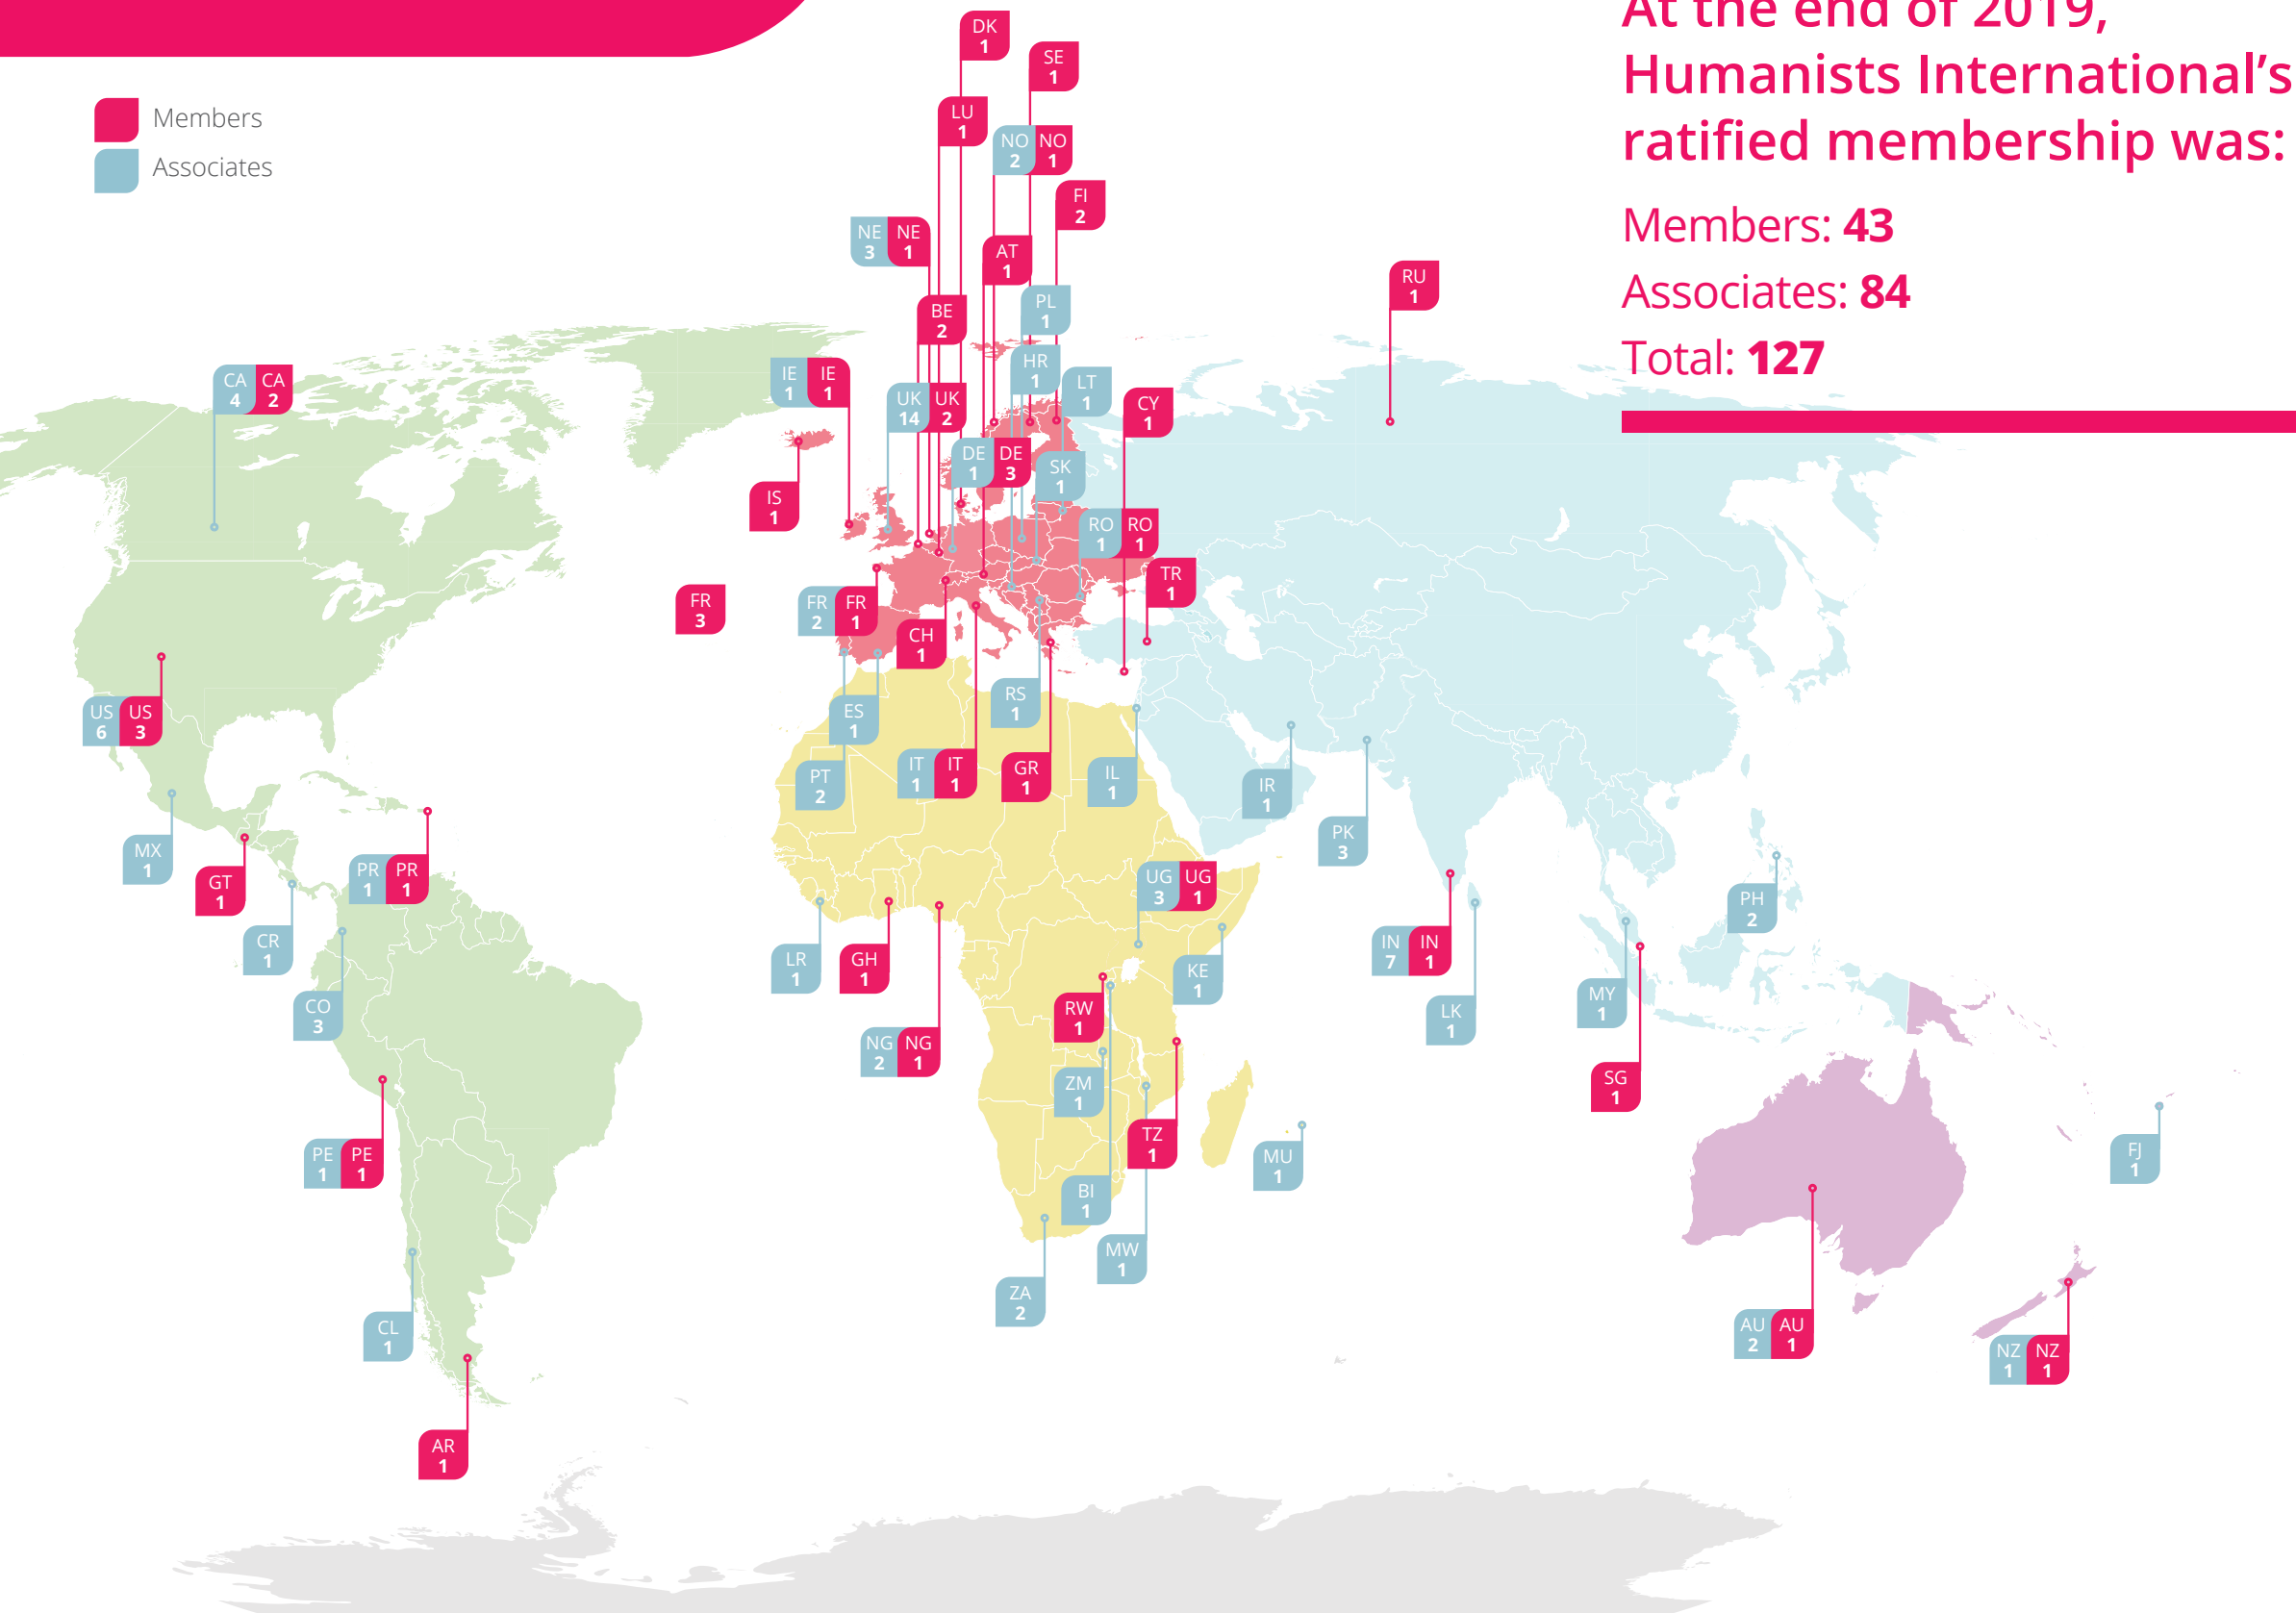 At the end of 2019,
Humanists International’s
ratified membership was:
Members: 43
Associates: 84
Total: 127
Members
Associates
DK
1
SE
1
LU
1
NO
2
NO
1
FI
2
NE
3
NE
1
AT
1
RU
1
PL
1
BE
2
HR
1
IE
1
IE
1
CA
4
CA
2
LT
1
UK
14
UK
2
CY
1
DE
1
DE
3
SK
1
IS
1
RO
1
RO
1
TR
1
FR
3
FR
2
FR
1
CH
1
RS
1
US
6
US
3
ES
1
IT
1
IT
1
GR
1
IL
1
PT
2
IR
1
PK
3
MX
1
GT
1
PR
1
PR
1
UG
3
UG
1
PH
2
CR
1
LR
1
GH
1
KE
1
IN
7
IN
1
CO
3
RW
1
LK
1
MY
1
NG
2
NG
1
ZM
1
SG
1
PE
1
PE
1
TZ
1
MU
1
FJ
1
BI
1
MW
1
ZA
2
CL
1
AU
2
AU
1
NZ
1
NZ
1
AR
1